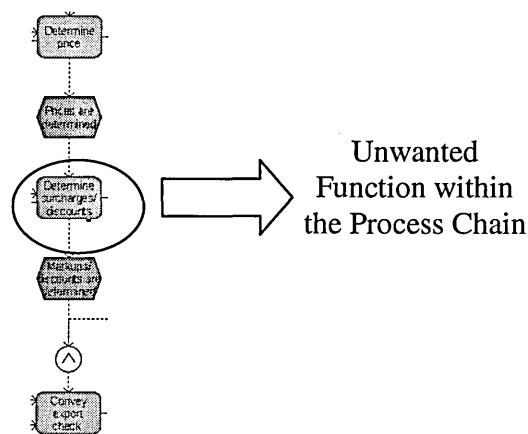 Determine
price
Prices are
determined
Determine
surcharges/
discounts
Unwanted
Function within
the Process Chain
Markups/
discounts are
determined
Convey
export
check